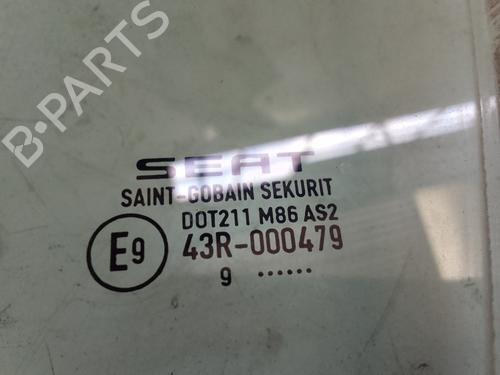 B-PARTS
SEAT
SAINT-GOBAIN SEKURIT
DOT211 M86 AS2
E9 43R-000479
9 ......